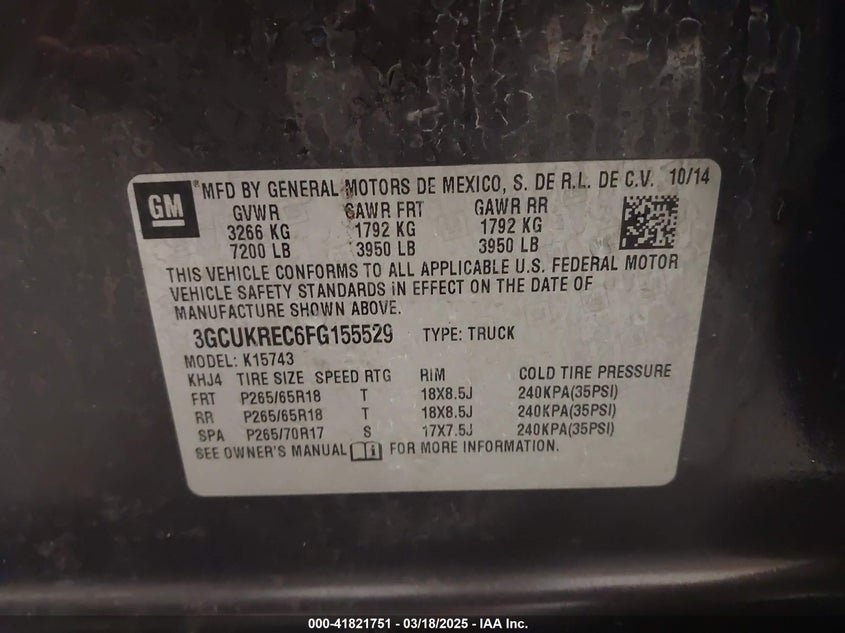 GM ® MFD BY GENERAL MOTORS DE MEXICO, S. DE R.L. DE C.V. 10/14
GVWR GAWR FRT GAWR RR
3266 KG 1792 KG 1792 KG
7200 LB 3950 LB 3950 LB
THIS VEHICLE CONFORMS TO ALL APPLICABLE U.S. FEDERAL MOTOR
VEHICLE SAFETY STANDARDS IN EFFECT ON THE DATE OF
MANUFACTURE SHOWN ABOVE.
3GCUKREC6FG155529 TYPE: TRUCK
MODEL: K15743
KHJ4 TIRE SIZE SPEED RTG RIM COLD TIRE PRESSURE
FRT P265/65R18 T 18X8.5J 240KPA(35PSI)
RR P265/65R18 T 18X8.5J 240KPA(35PSI)
SPA P265/70R17 S 17X7.5J 240KPA(35PSI)
SEE OWNER'S MANUAL FOR MORE INFORMATION.
000-41821751 — 03/18/2025 — IAA Inc.